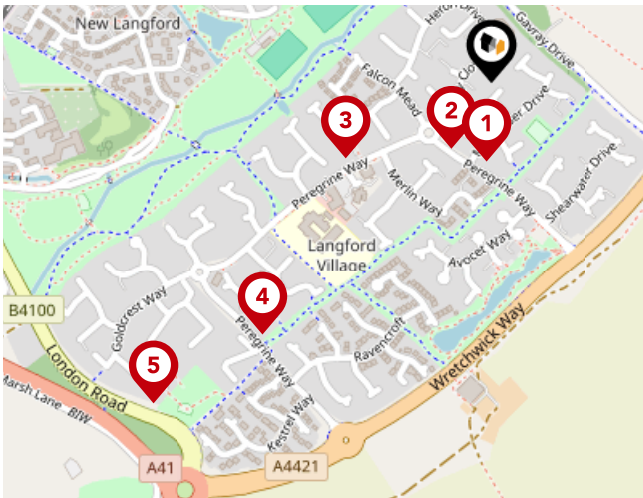 New Langford
Heron Drive
Gavray Drive
Falcon Mead
Clo
er Drive
2
1
3
Peregrine Way
Merlin Way
Peregrine Way
Shearwater Drive
Langford
Village
Avocet Way
B4100
Goldcrest Way
4
Peregrine Way
Ravencroft
Wretchwick Way
London Road
5
Marsh Lane
BIW
Kestrel Way
A41
A4421